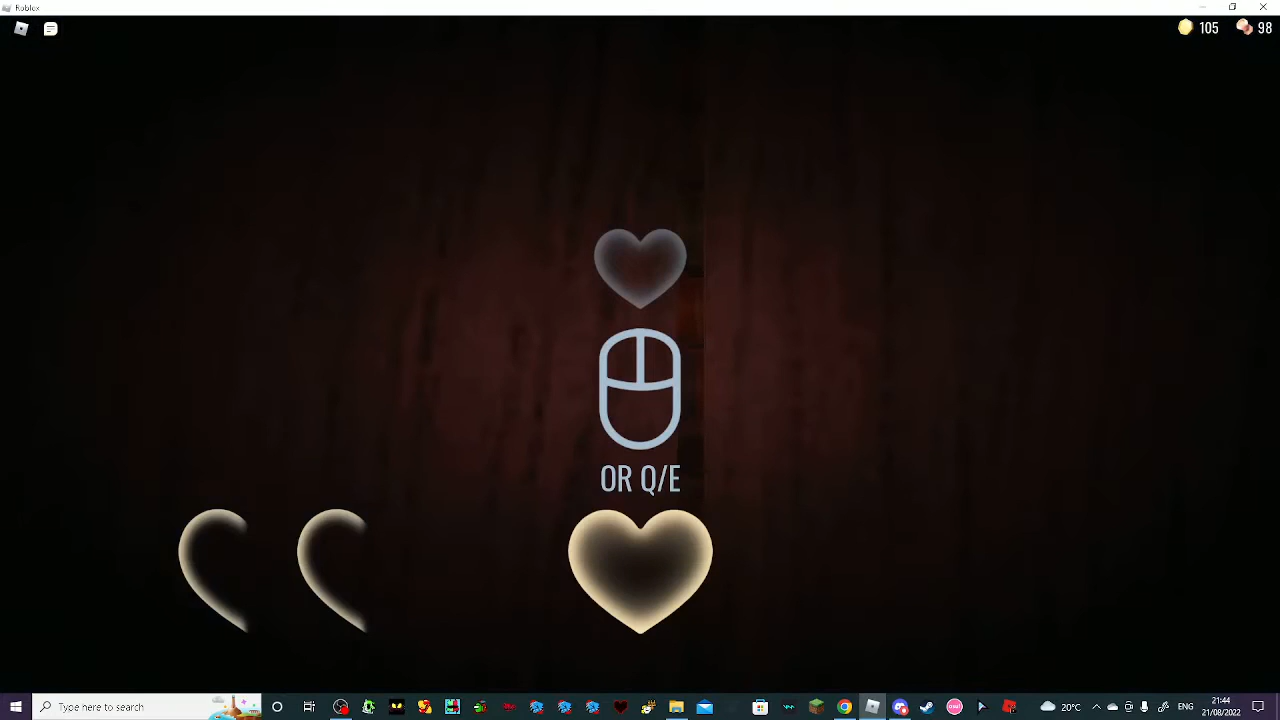 Roblox
105
98
OR Q/E
Type here to search
20°C
ENG
21:44
21/08/2022